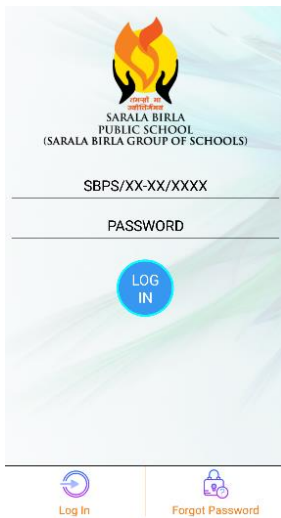 तमसो मा
ज्योतिर्गमय
SARALA BIRLA
PUBLIC SCHOOL
(SARALA BIRLA GROUP OF SCHOOLS)
SBPS/XX-XX/XXXX
PASSWORD
LOG
IN
Log In
Forgot Password